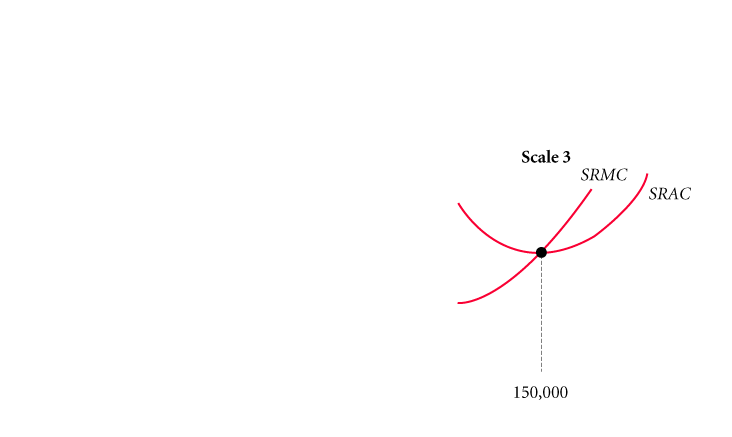 Scale 3
SRMC
SRAC
150,000